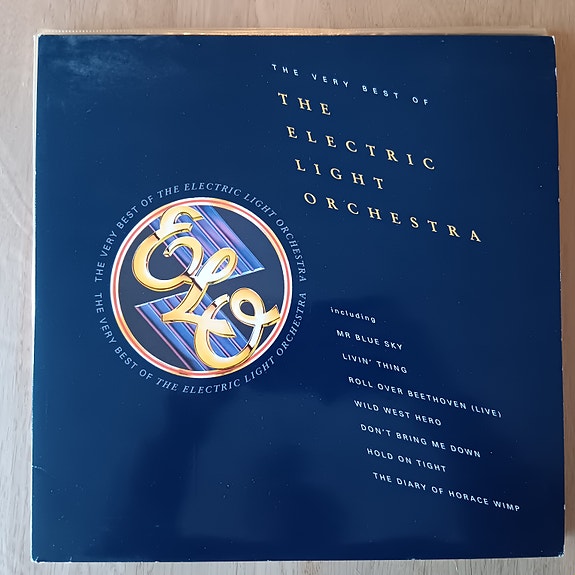 THE VERY BEST OF
THE
ELECTRIC
LIGHT
ORCHESTRA
THE VERY BEST OF THE ELECTRIC LIGHT ORCHESTRA
ELO
THE VERY BEST OF THE ELECTRIC LIGHT ORCHESTRA
including
MR BLUE SKY
LIVIN' THING
ROLL OVER BEETHOVEN (LIVE)
WILD WEST HERO
DON'T BRING ME DOWN
HOLD ON TIGHT
THE DIARY OF HORACE WIMP